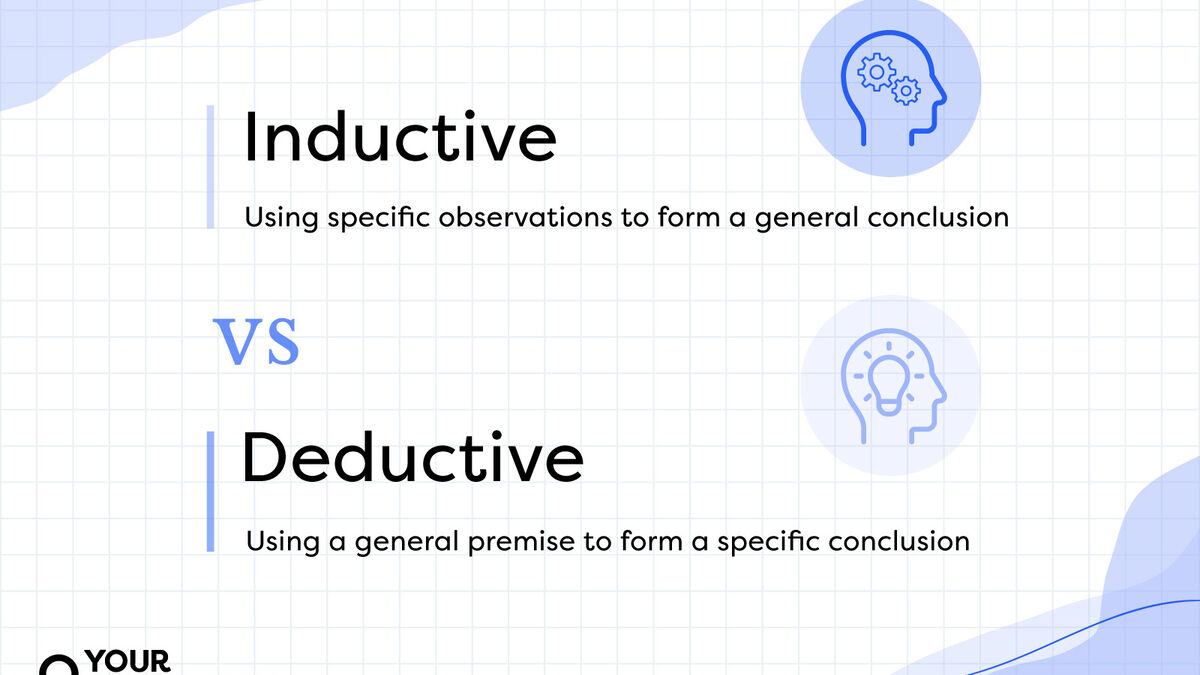 Inductive
Using specific observations to form a general conclusion
vs
Deductive
Using a general premise to form a specific conclusion
YOUR